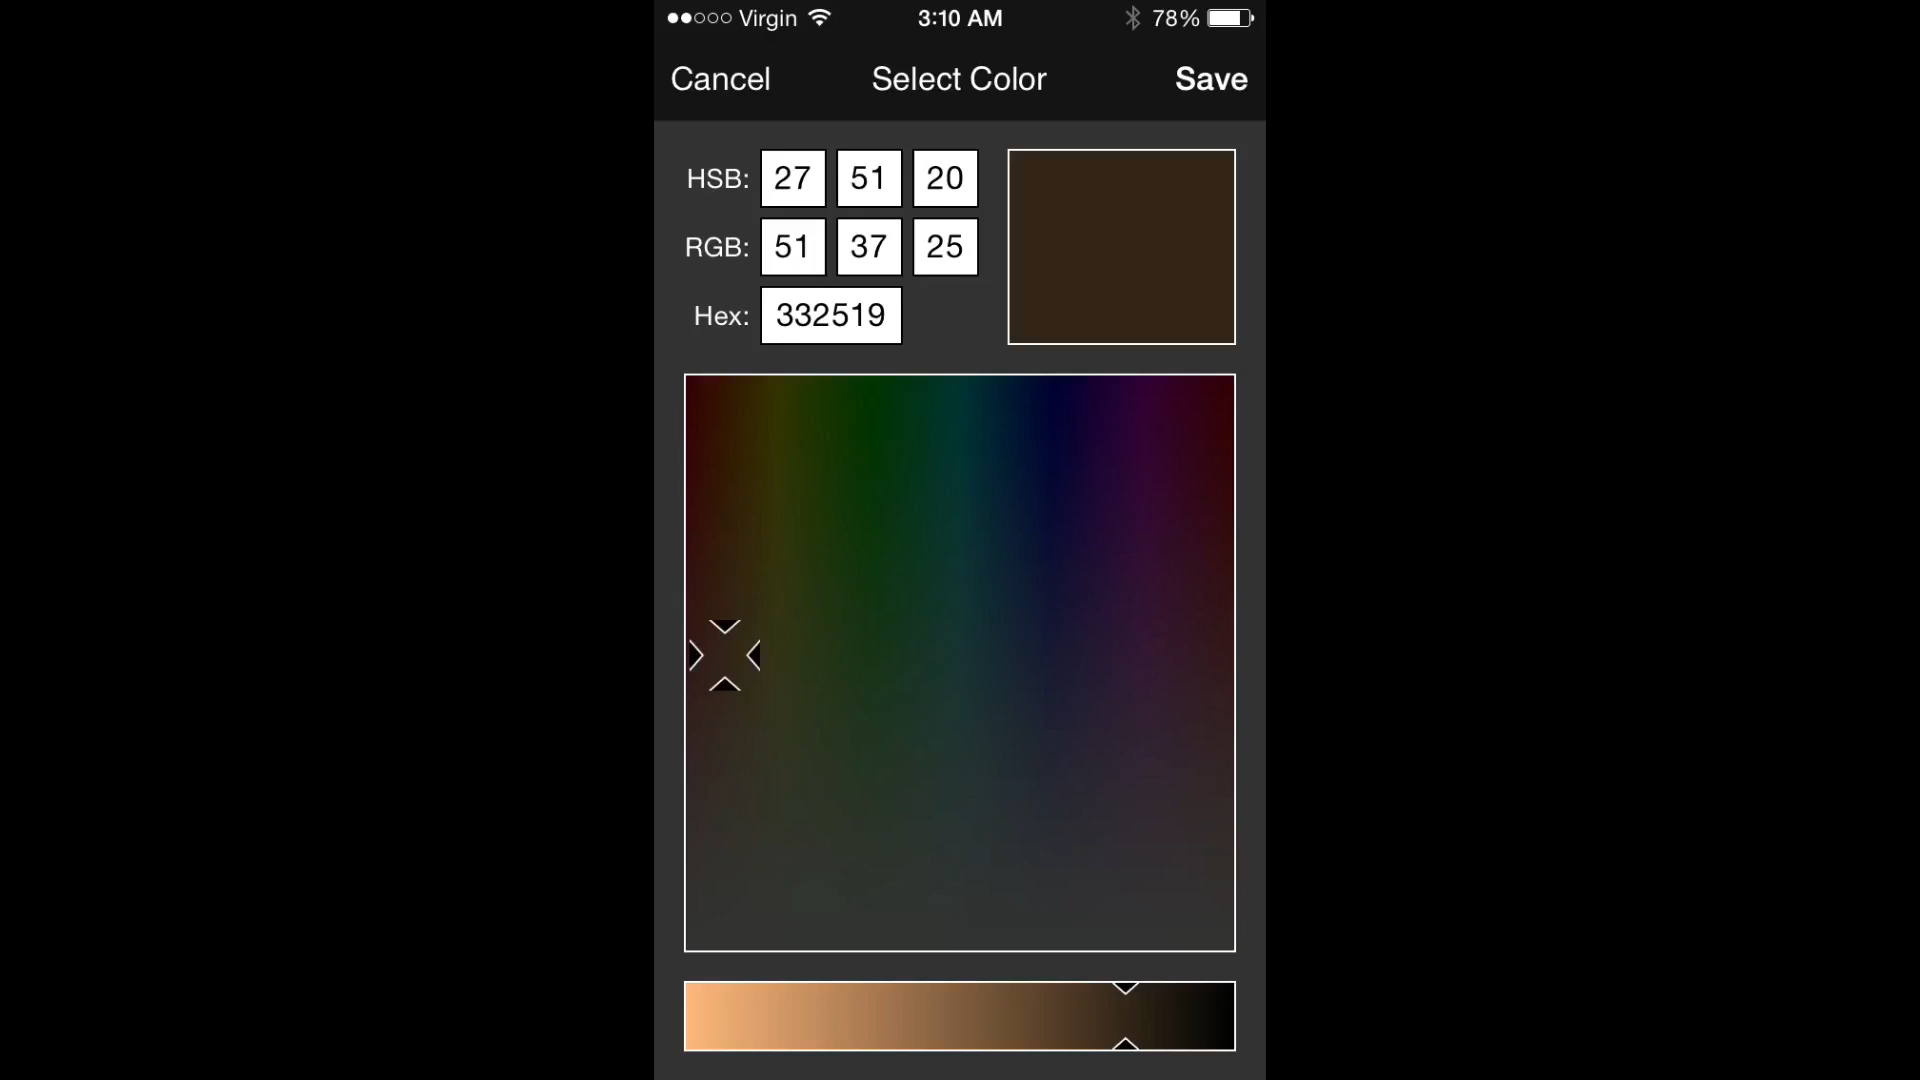 Virgin 3:10 AM 78%
Cancel Select Color Save
HSB: 27 51 20
RGB: 51 37 25
Hex: 332519